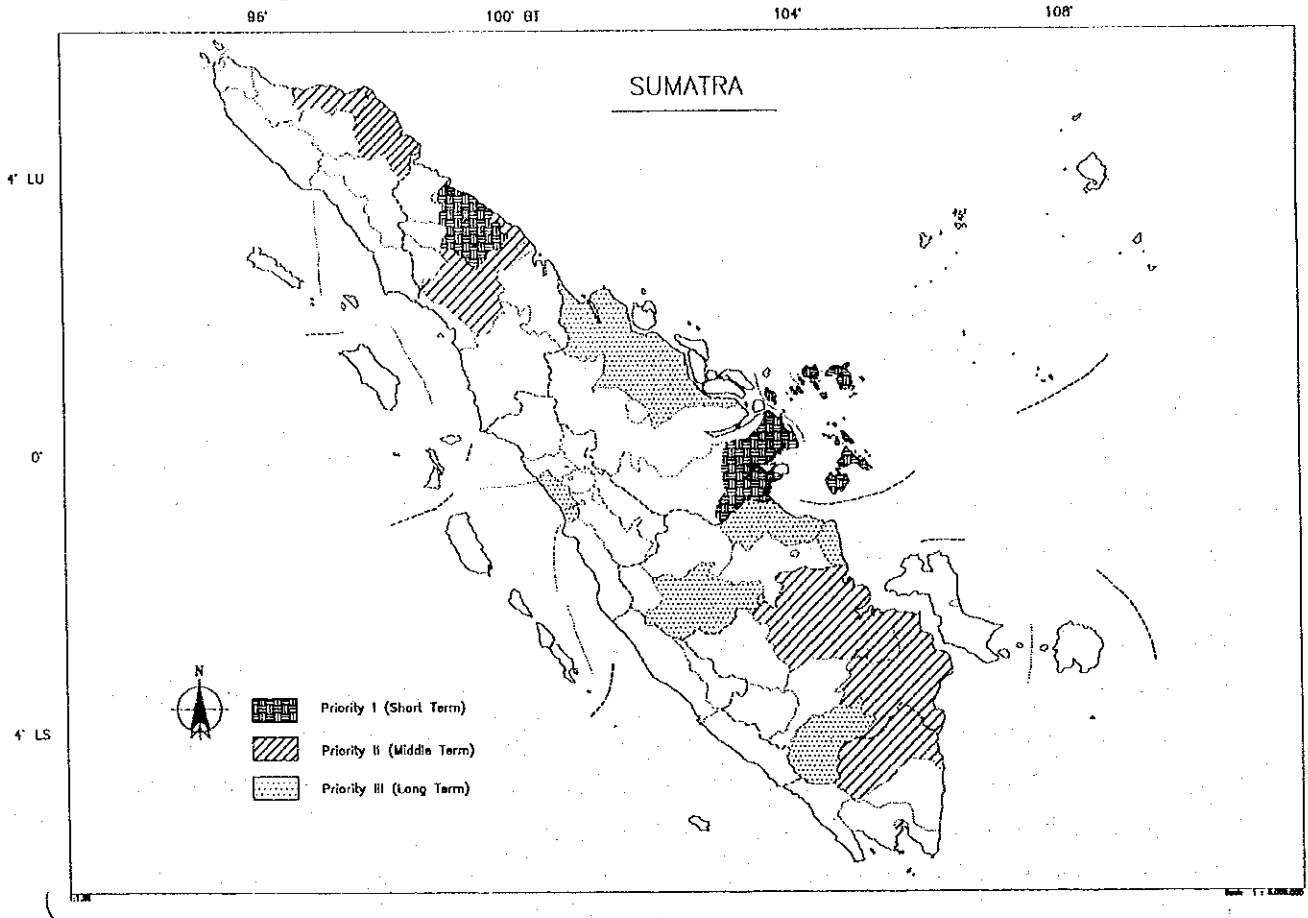 96° 100° BT 104° 108°
SUMATRA
4° LU
0°
N
4° LS
Priority I (Short Term)
Priority II (Middle Term)
Priority III (Long Term)